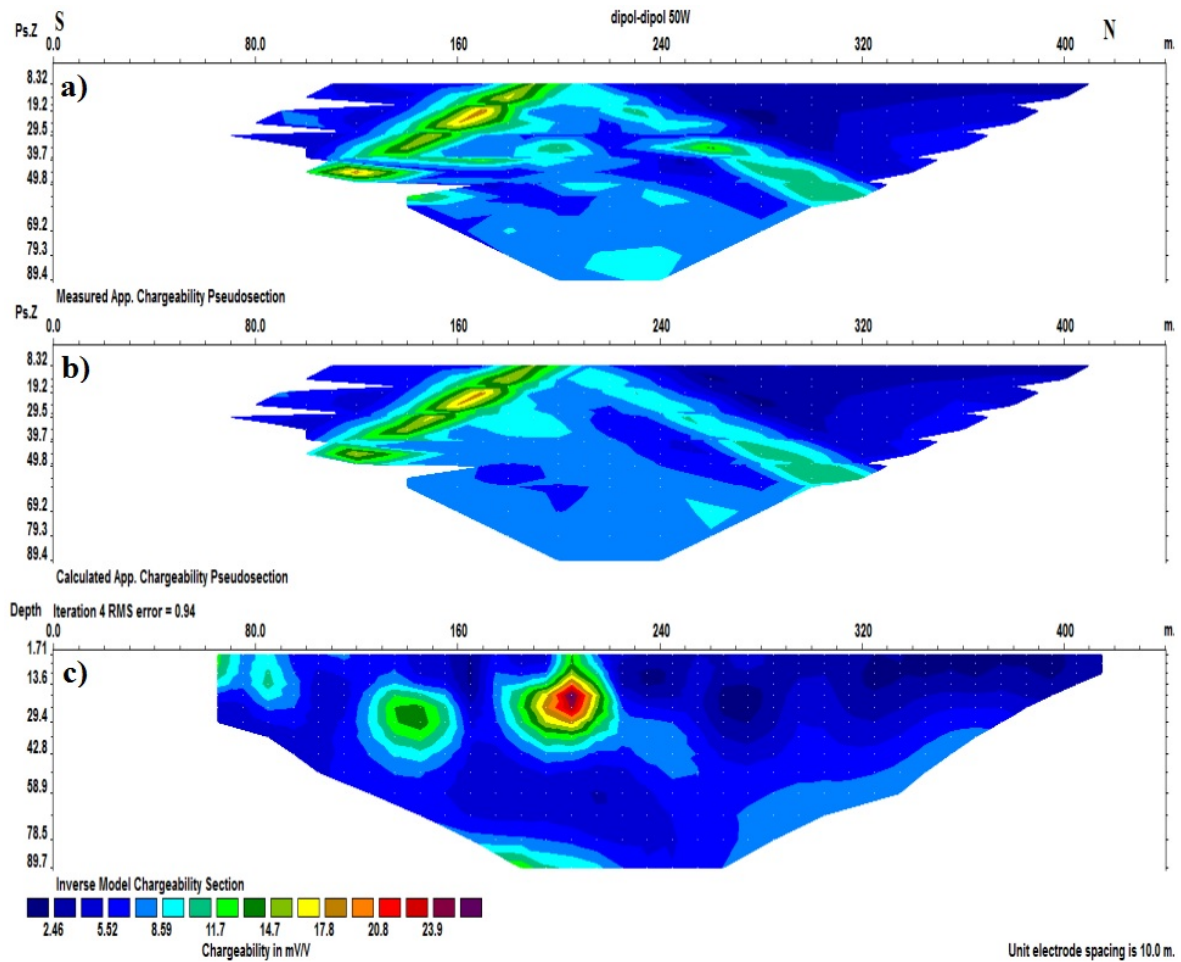 S dipol-dipol 50W N
Ps.Z 0.0 80.0 160 240 320 400 m.
a)
8.32
19.2
29.5
39.7
49.8
69.2
79.3
89.4
Measured App. Chargeability Pseudosection
Ps.Z 0.0 80.0 160 240 320 400 m.
b)
8.32
19.2
29.5
39.7
49.8
69.2
79.3
89.4
Calculated App. Chargeability Pseudosection
Depth Iteration 4 RMS error = 0.94
0.0 80.0 160 240 320 400 m.
c)
1.71
13.6
29.4
42.8
58.9
78.5
89.7
Inverse Model Chargeability Section
2.46 5.52 8.59 11.7 14.7 17.8 20.8 23.9
Chargeability in mV/V
Unit electrode spacing is 10.0 m.